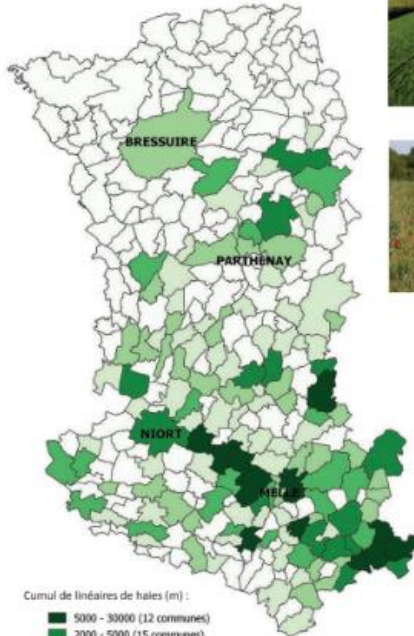 BRESSUIRE
PARTHENAY
NIORT
MELLE
Cumul de linéaires de haies (m) :
5000 - 30000 (12 communes)
2000 - 5000 (15 communes)